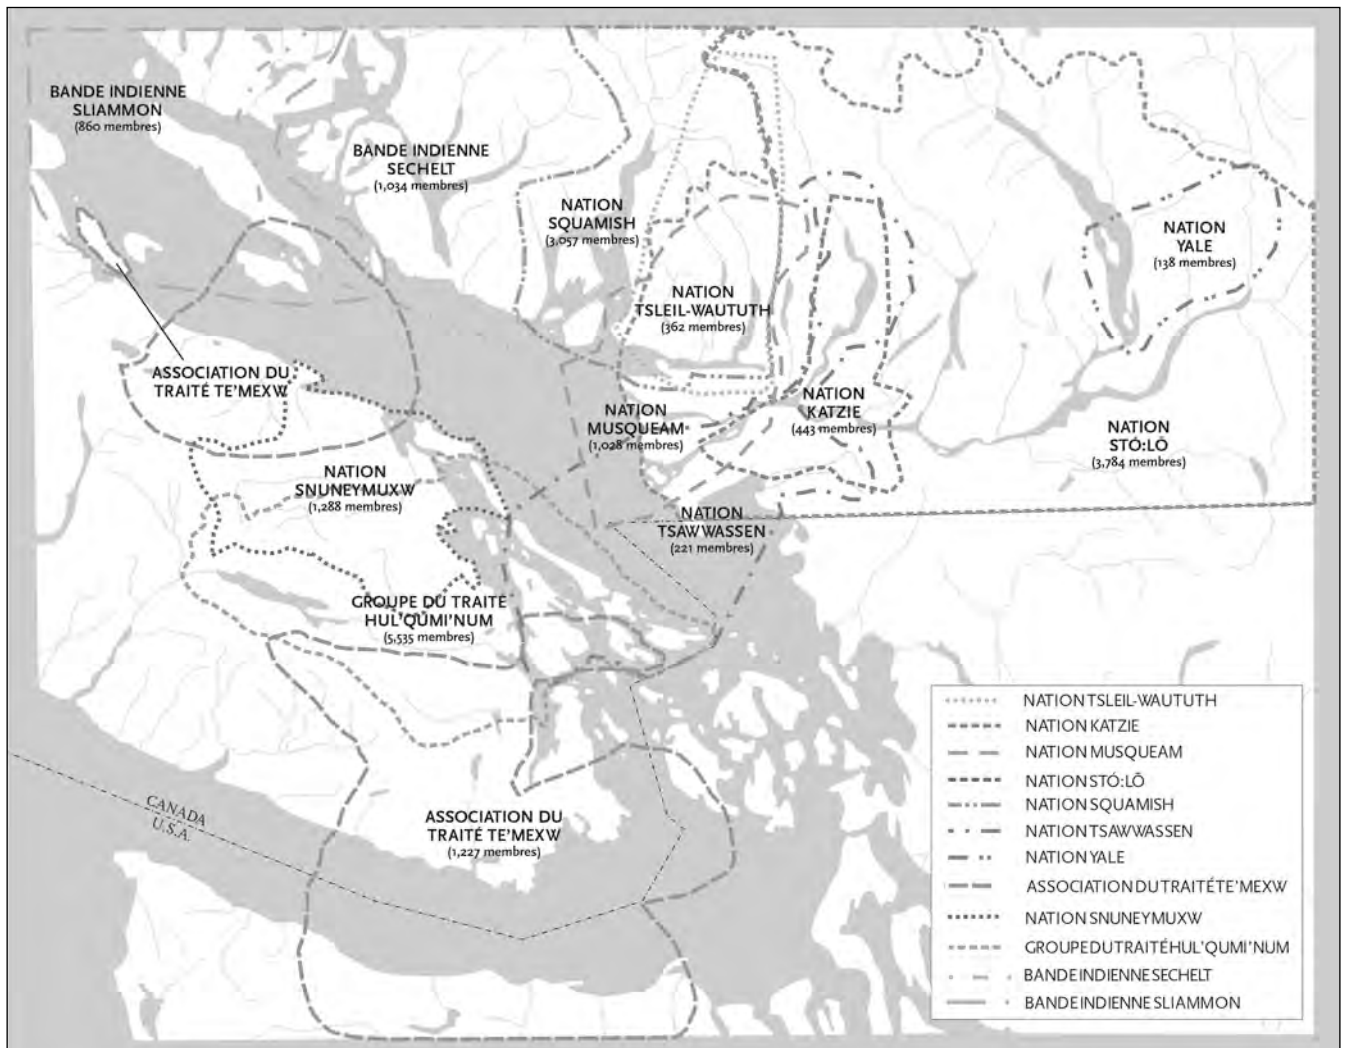 BANDE INDIENNE
SLIAMMON
(860 membres)
BANDE INDIENNE
SECHELT
(1,034 membres)
NATION
SQUAMISH
(3,057 membres)
NATION
YALE
(138 membres)
NATION
TSLEIL-WAUTUTH
(362 membres)
ASSOCIATION DU
TRAITÉ TE'MEXW
NATION
KATZIE
(443 membres)
NATION
MUSQUEAM
(1,028 membres)
NATION
STÓ:LÕ
(3,784 membres)
NATION
SNUNEYMUXW
(1,288 membres)
NATION
TSAWWASSEN
(221 membres)
GROUPE DU TRAITÉ
HUL'QUMI'NUM
(5,535 membres)
ASSOCIATION DU
TRAITÉ TE'MEXW
(1,227 membres)
CANADA
U.S.A.
NATION TSLEIL-WAUTUTH
NATION KATZIE
NATION MUSQUEAM
NATION STÓ:LÕ
NATION SQUAMISH
NATION TSAWWASSEN
NATION YALE
ASSOCIATION DU TRAITÉ TE'MEXW
NATION SNUNEYMUXW
GROUPE DU TRAITÉ HUL'QUMI'NUM
BANDE INDIENNE SECHELT
BANDE INDIENNE SLIAMMON